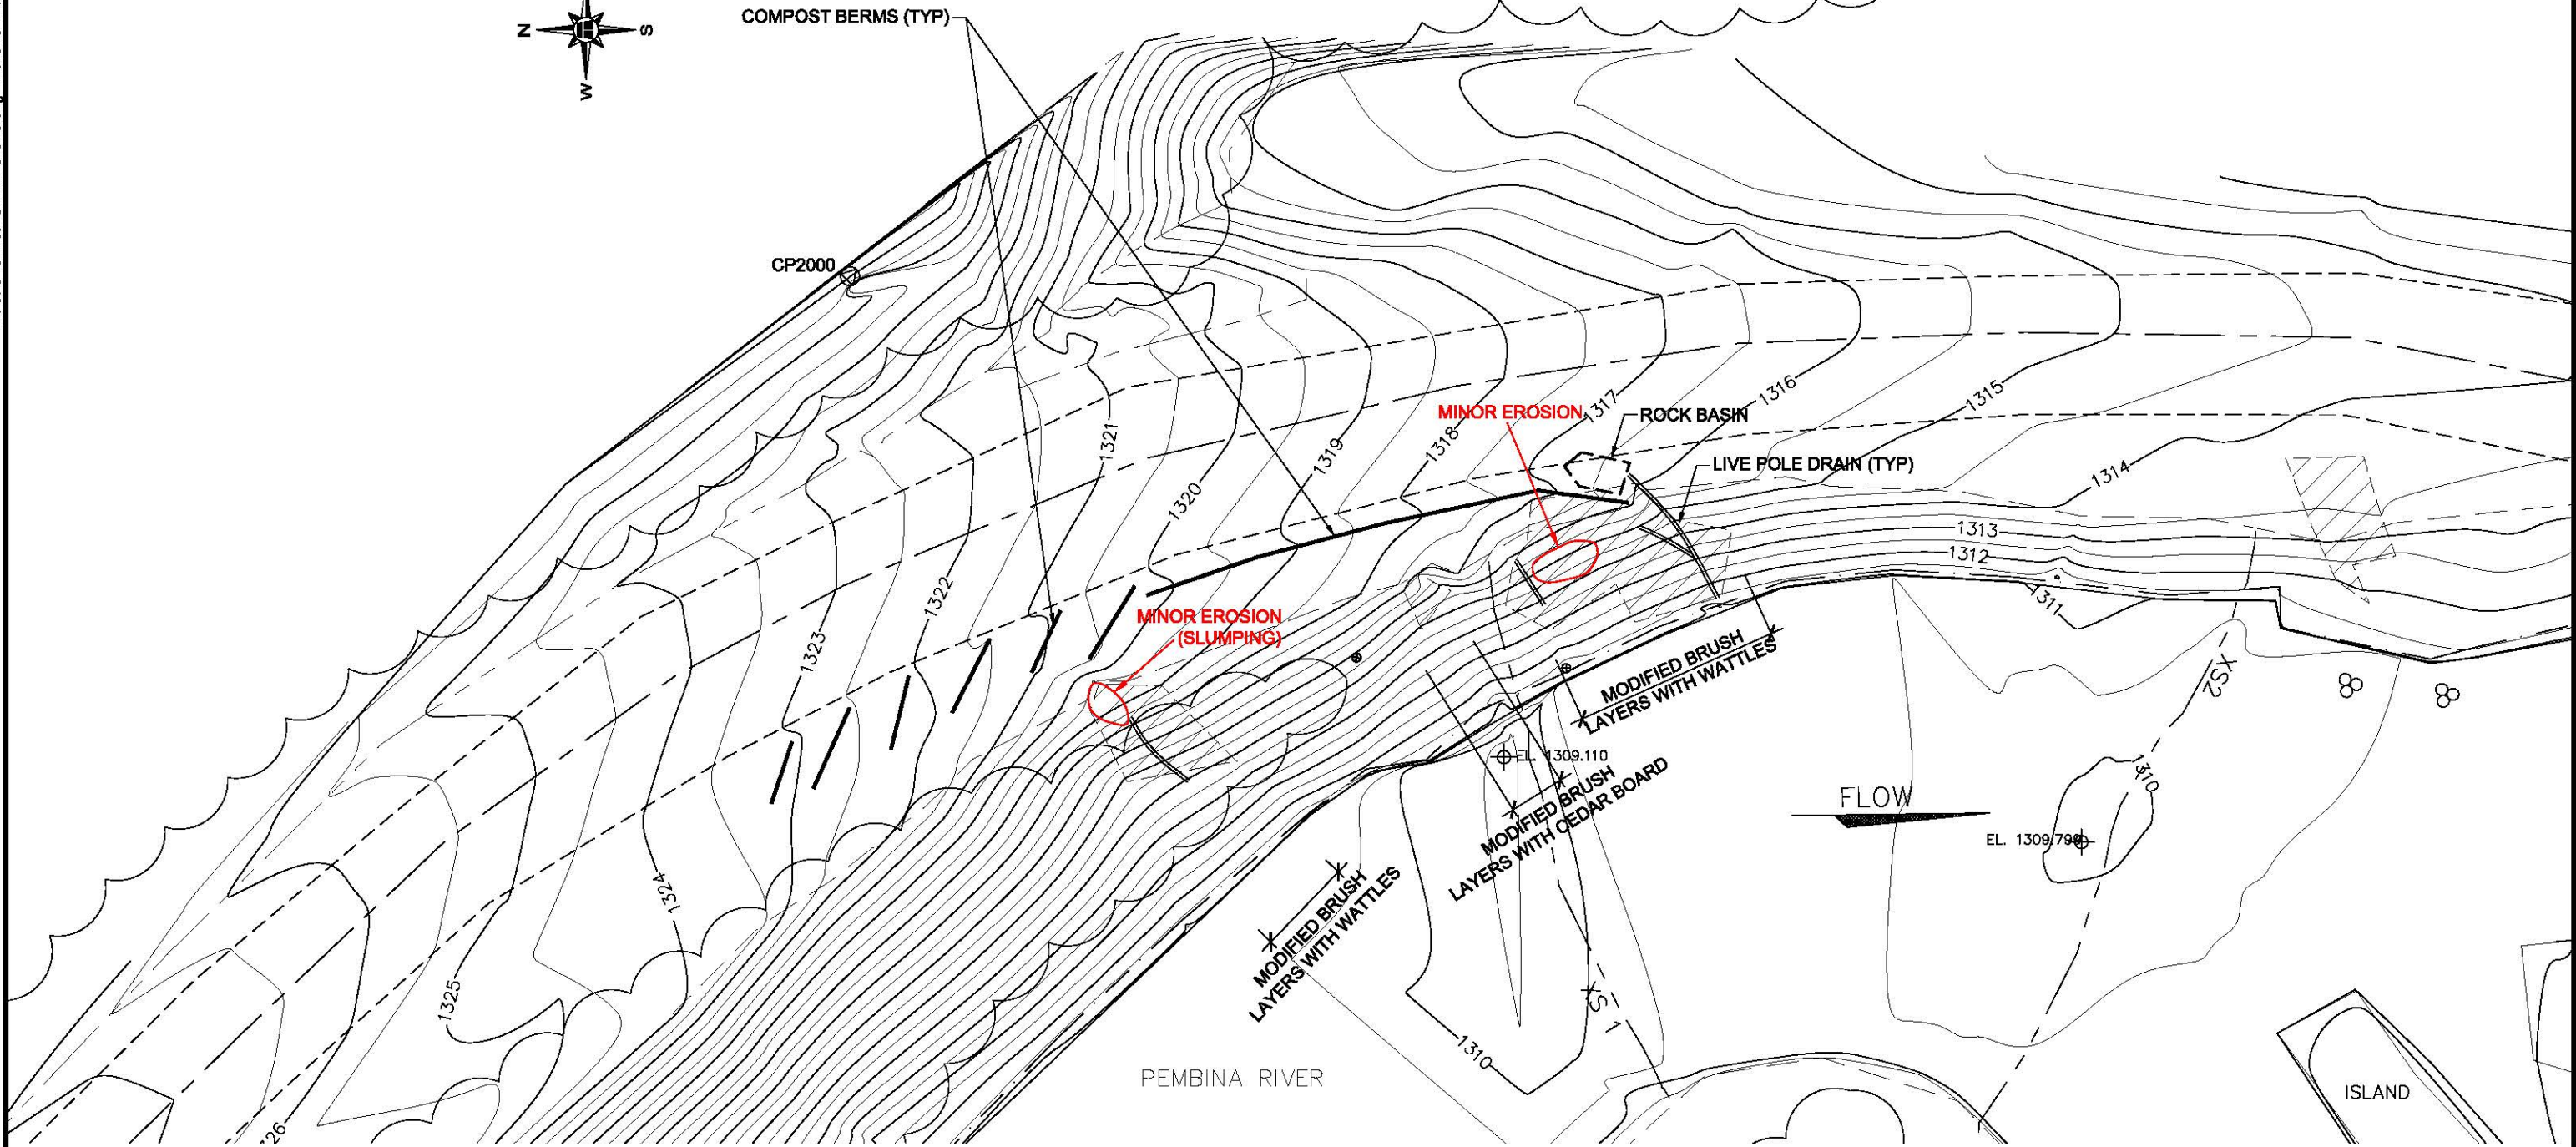 COMPOST BERMS (TYP)
N
S
W
CP2000
1321
1319
1318
1317
1316
1315
1314
1313
1312
1311
1320
1322
1323
1324
1325
MINOR EROSION
ROCK BASIN
LIVE POLE DRAIN (TYP)
MINOR EROSION
(SLUMPING)
MODIFIED BRUSH
LAYERS WITH WATTLES
EL. 1309.110
MODIFIED BRUSH
LAYERS WITH CEDAR BOARD
MODIFIED BRUSH
LAYERS WITH WATTLES
XS2
FLOW
1310
XS 1
1310
PEMBINA RIVER
ISLAND